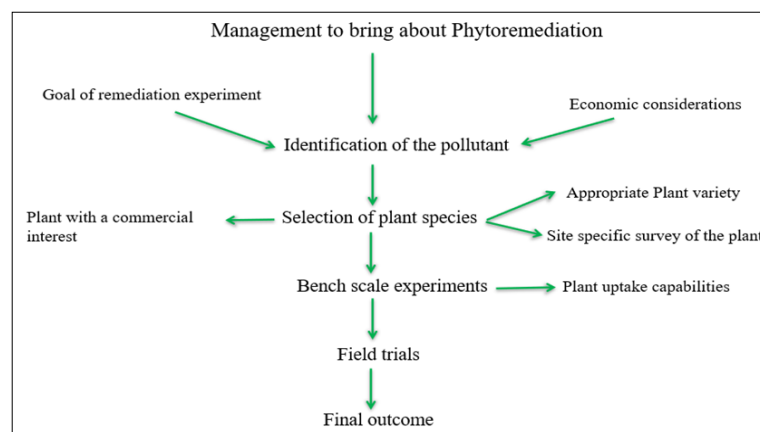 Management to bring about Phytoremediation
Goal of remediation experiment
Economic considerations
Identification of the pollutant
Appropriate Plant variety
Plant with a commercial
interest
Selection of plant species
Site specific survey of the plant
Bench scale experiments
Plant uptake capabilities
Field trials
Final outcome